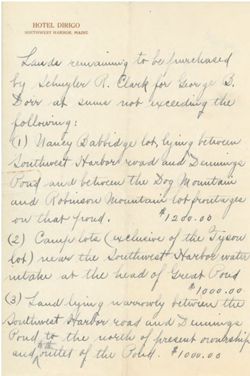 HOTEL DIRIGO
SOUTHWEST HARBOR, MAINE
Lands remaining to be purchased
by Schuyler R. Clark for George B.
Dorr at sums not exceeding the
following:
(1) Nancy Babbidge lot, lying between
Southwest Harbor road and Dennings
Pond and between the Dog Mountain
and Robinson Mountain lot frontages
on that pond. $1200.00
(2) Camp lots (exclusive of the Tyson
lot) near the Southwest Harbor water
intake at the head of Great Pond
$1000.00
(3) Land lying narrowly between the
Southwest Harbor road and Dennings
Pond to the north of present ownership
and outlet of the Pond. $1000.00